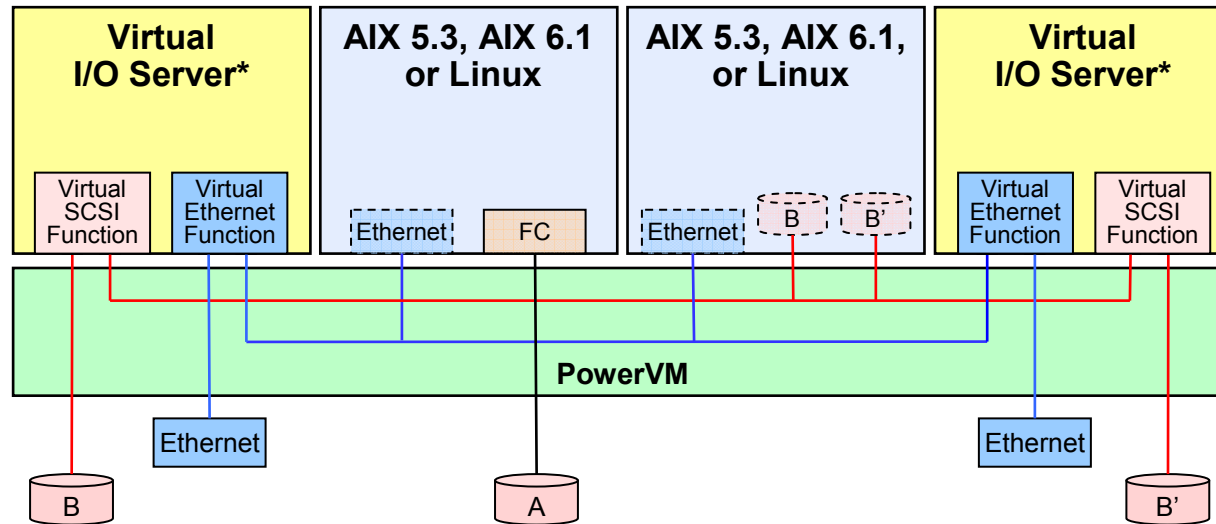 Virtual
I/O Server*
AIX 5.3, AIX 6.1
or Linux
AIX 5.3, AIX 6.1,
or Linux
Virtual
I/O Server*
Virtual
SCSI
Function
Virtual
Ethernet
Function
Ethernet
FC
Ethernet
B
B’
Virtual
Ethernet
Function
Virtual
SCSI
Function
PowerVM
Ethernet
Ethernet
B
A
B’